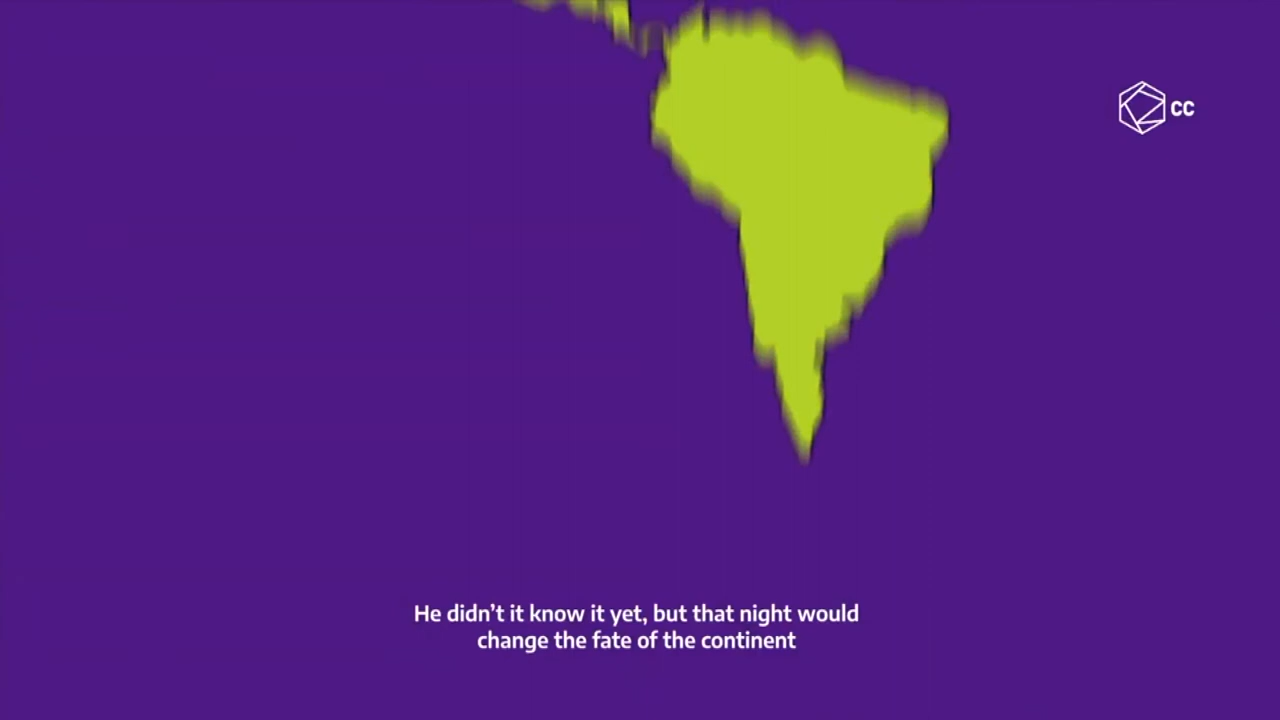 CC
He didn't it know it yet, but that night would
change the fate of the continent